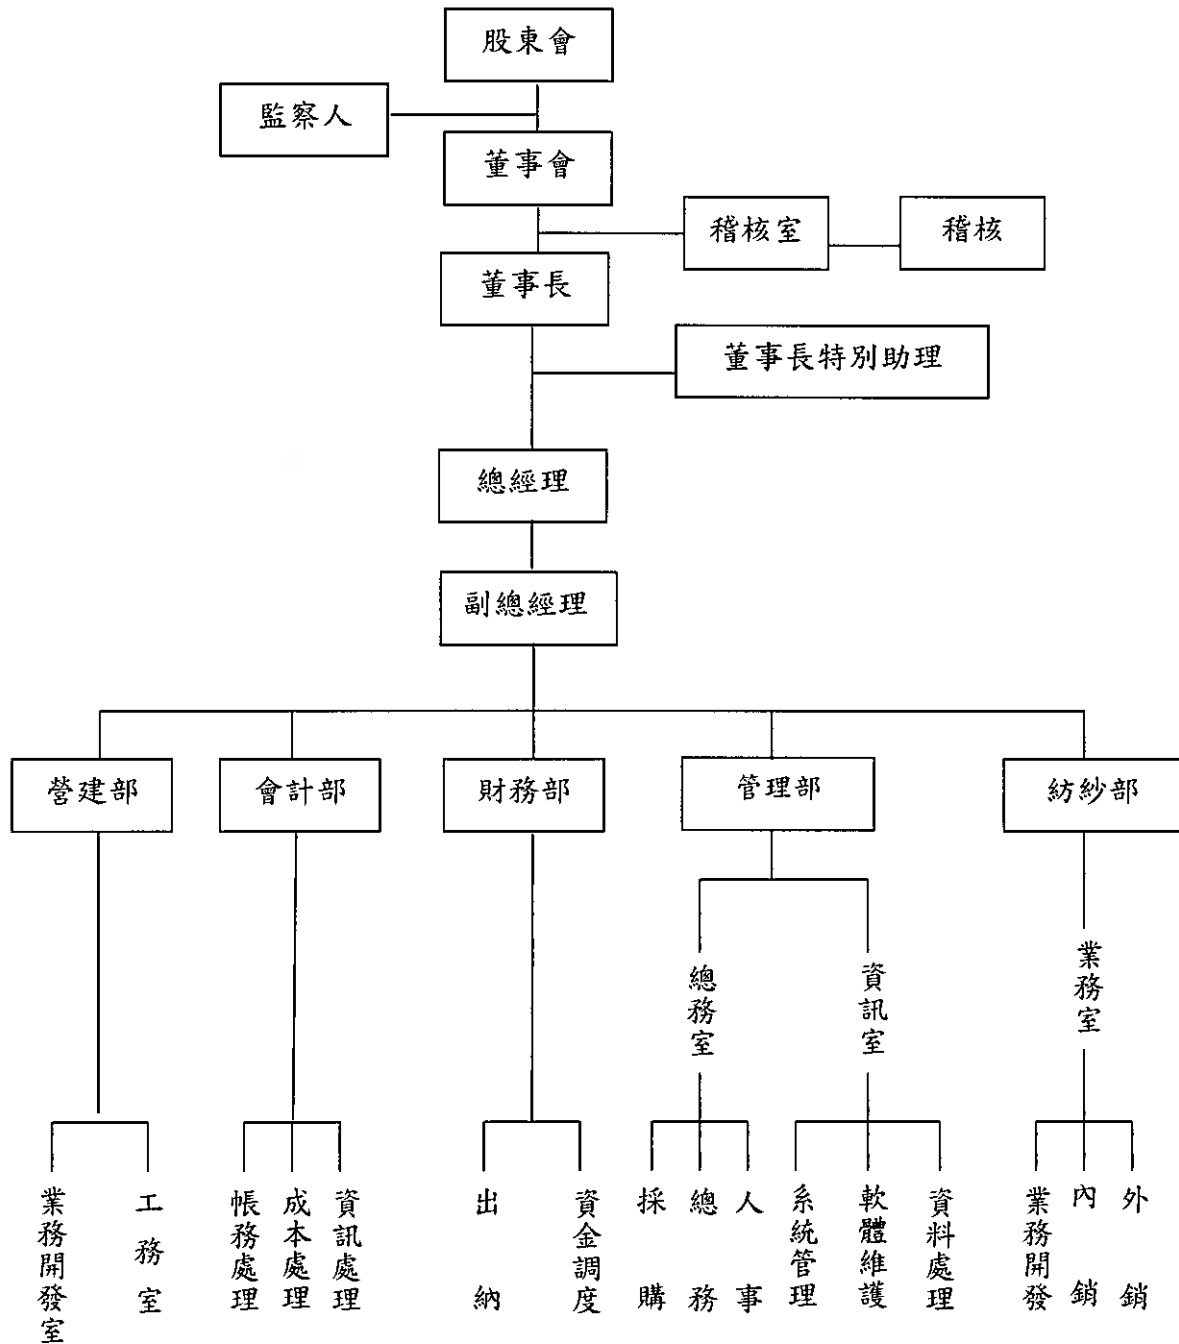 股東會
監察人
董事會
稽核室
稽核
董事長
董事長特別助理
總經理
副總經理
營建部
會計部
財務部
管理部
紡紗部
總務室
資訊室
業務室
業務開發室
工務室
帳務處理
成本處理
資訊處理
出納
資金調度
採購
總務
人事
系統管理
軟體維護
資料處理
業務開發
內銷
外銷